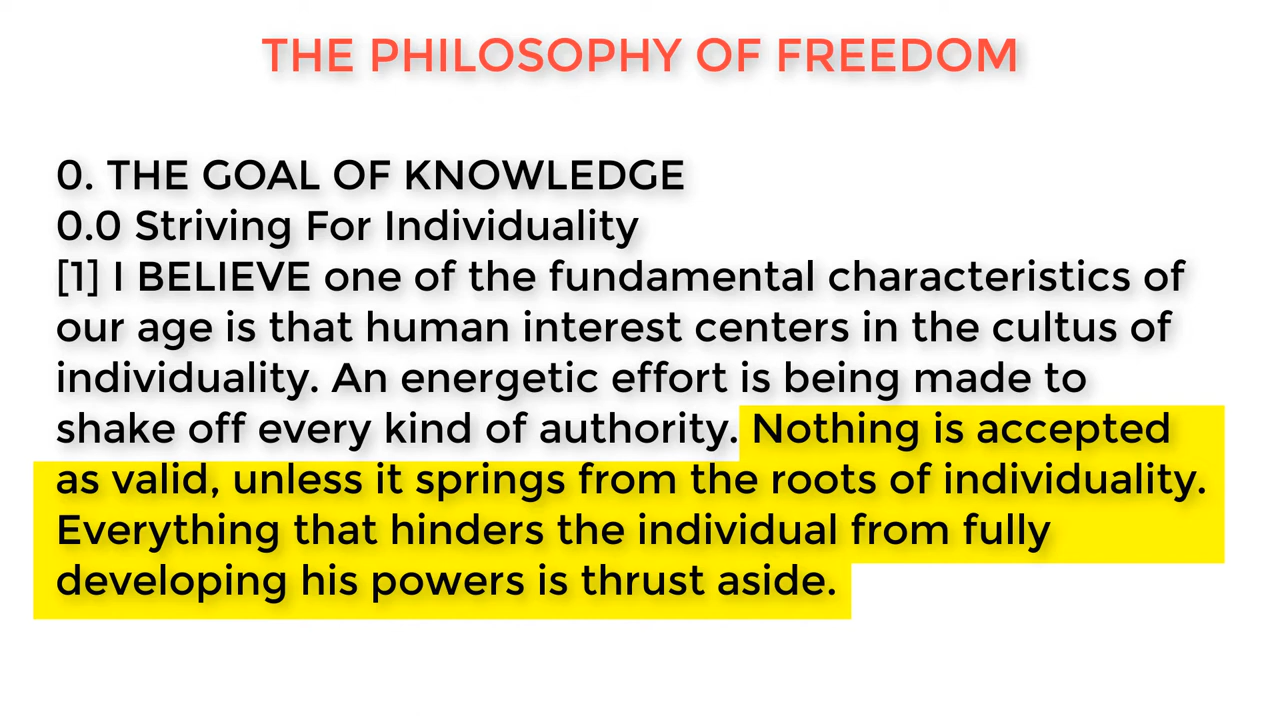 THE PHILOSOPHY OF FREEDOM
0. THE GOAL OF KNOWLEDGE
0.0 Striving For Individuality
[1] I BELIEVE one of the fundamental characteristics of
our age is that human interest centers in the cultus of
individuality. An energetic effort is being made to
shake off every kind of authority. Nothing is accepted
as valid, unless it springs from the roots of individuality.
Everything that hinders the individual from fully
developing his powers is thrust aside.